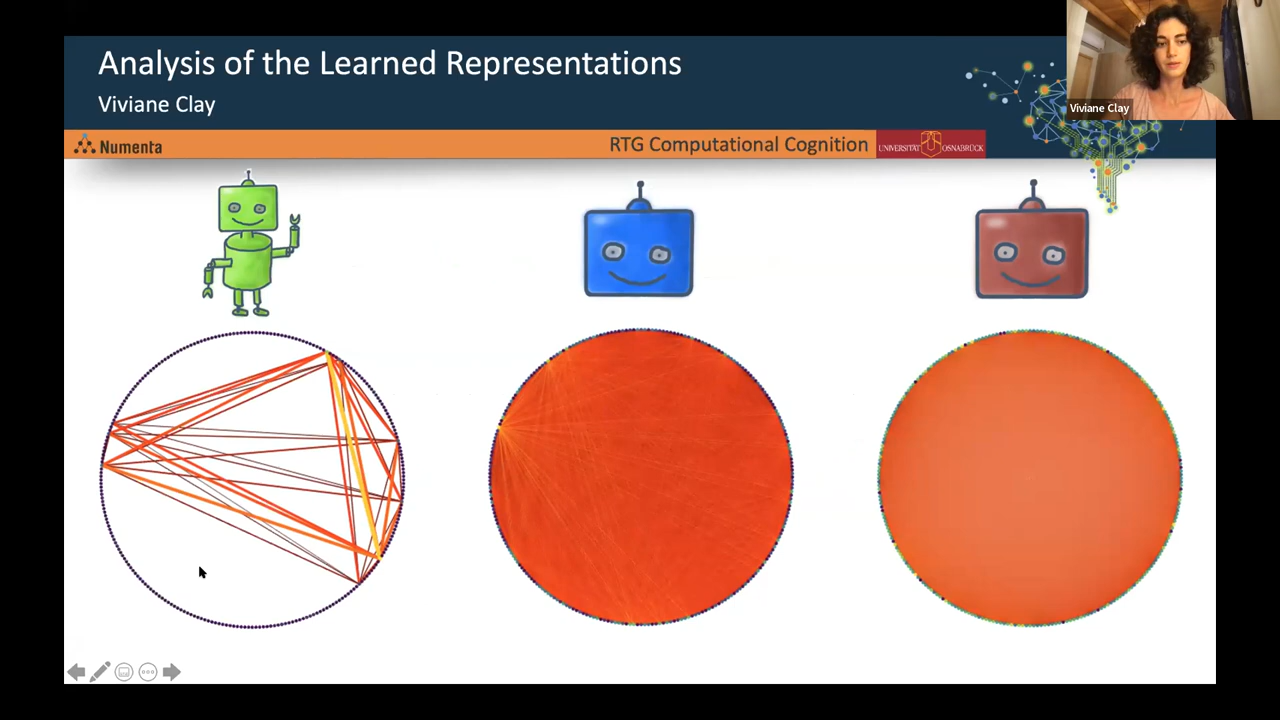 Analysis of the Learned Representations
Viviane Clay
Viviane Clay
Numenta
RTG Computational Cognition
UNIVERSITÄT OSNABRÜCK